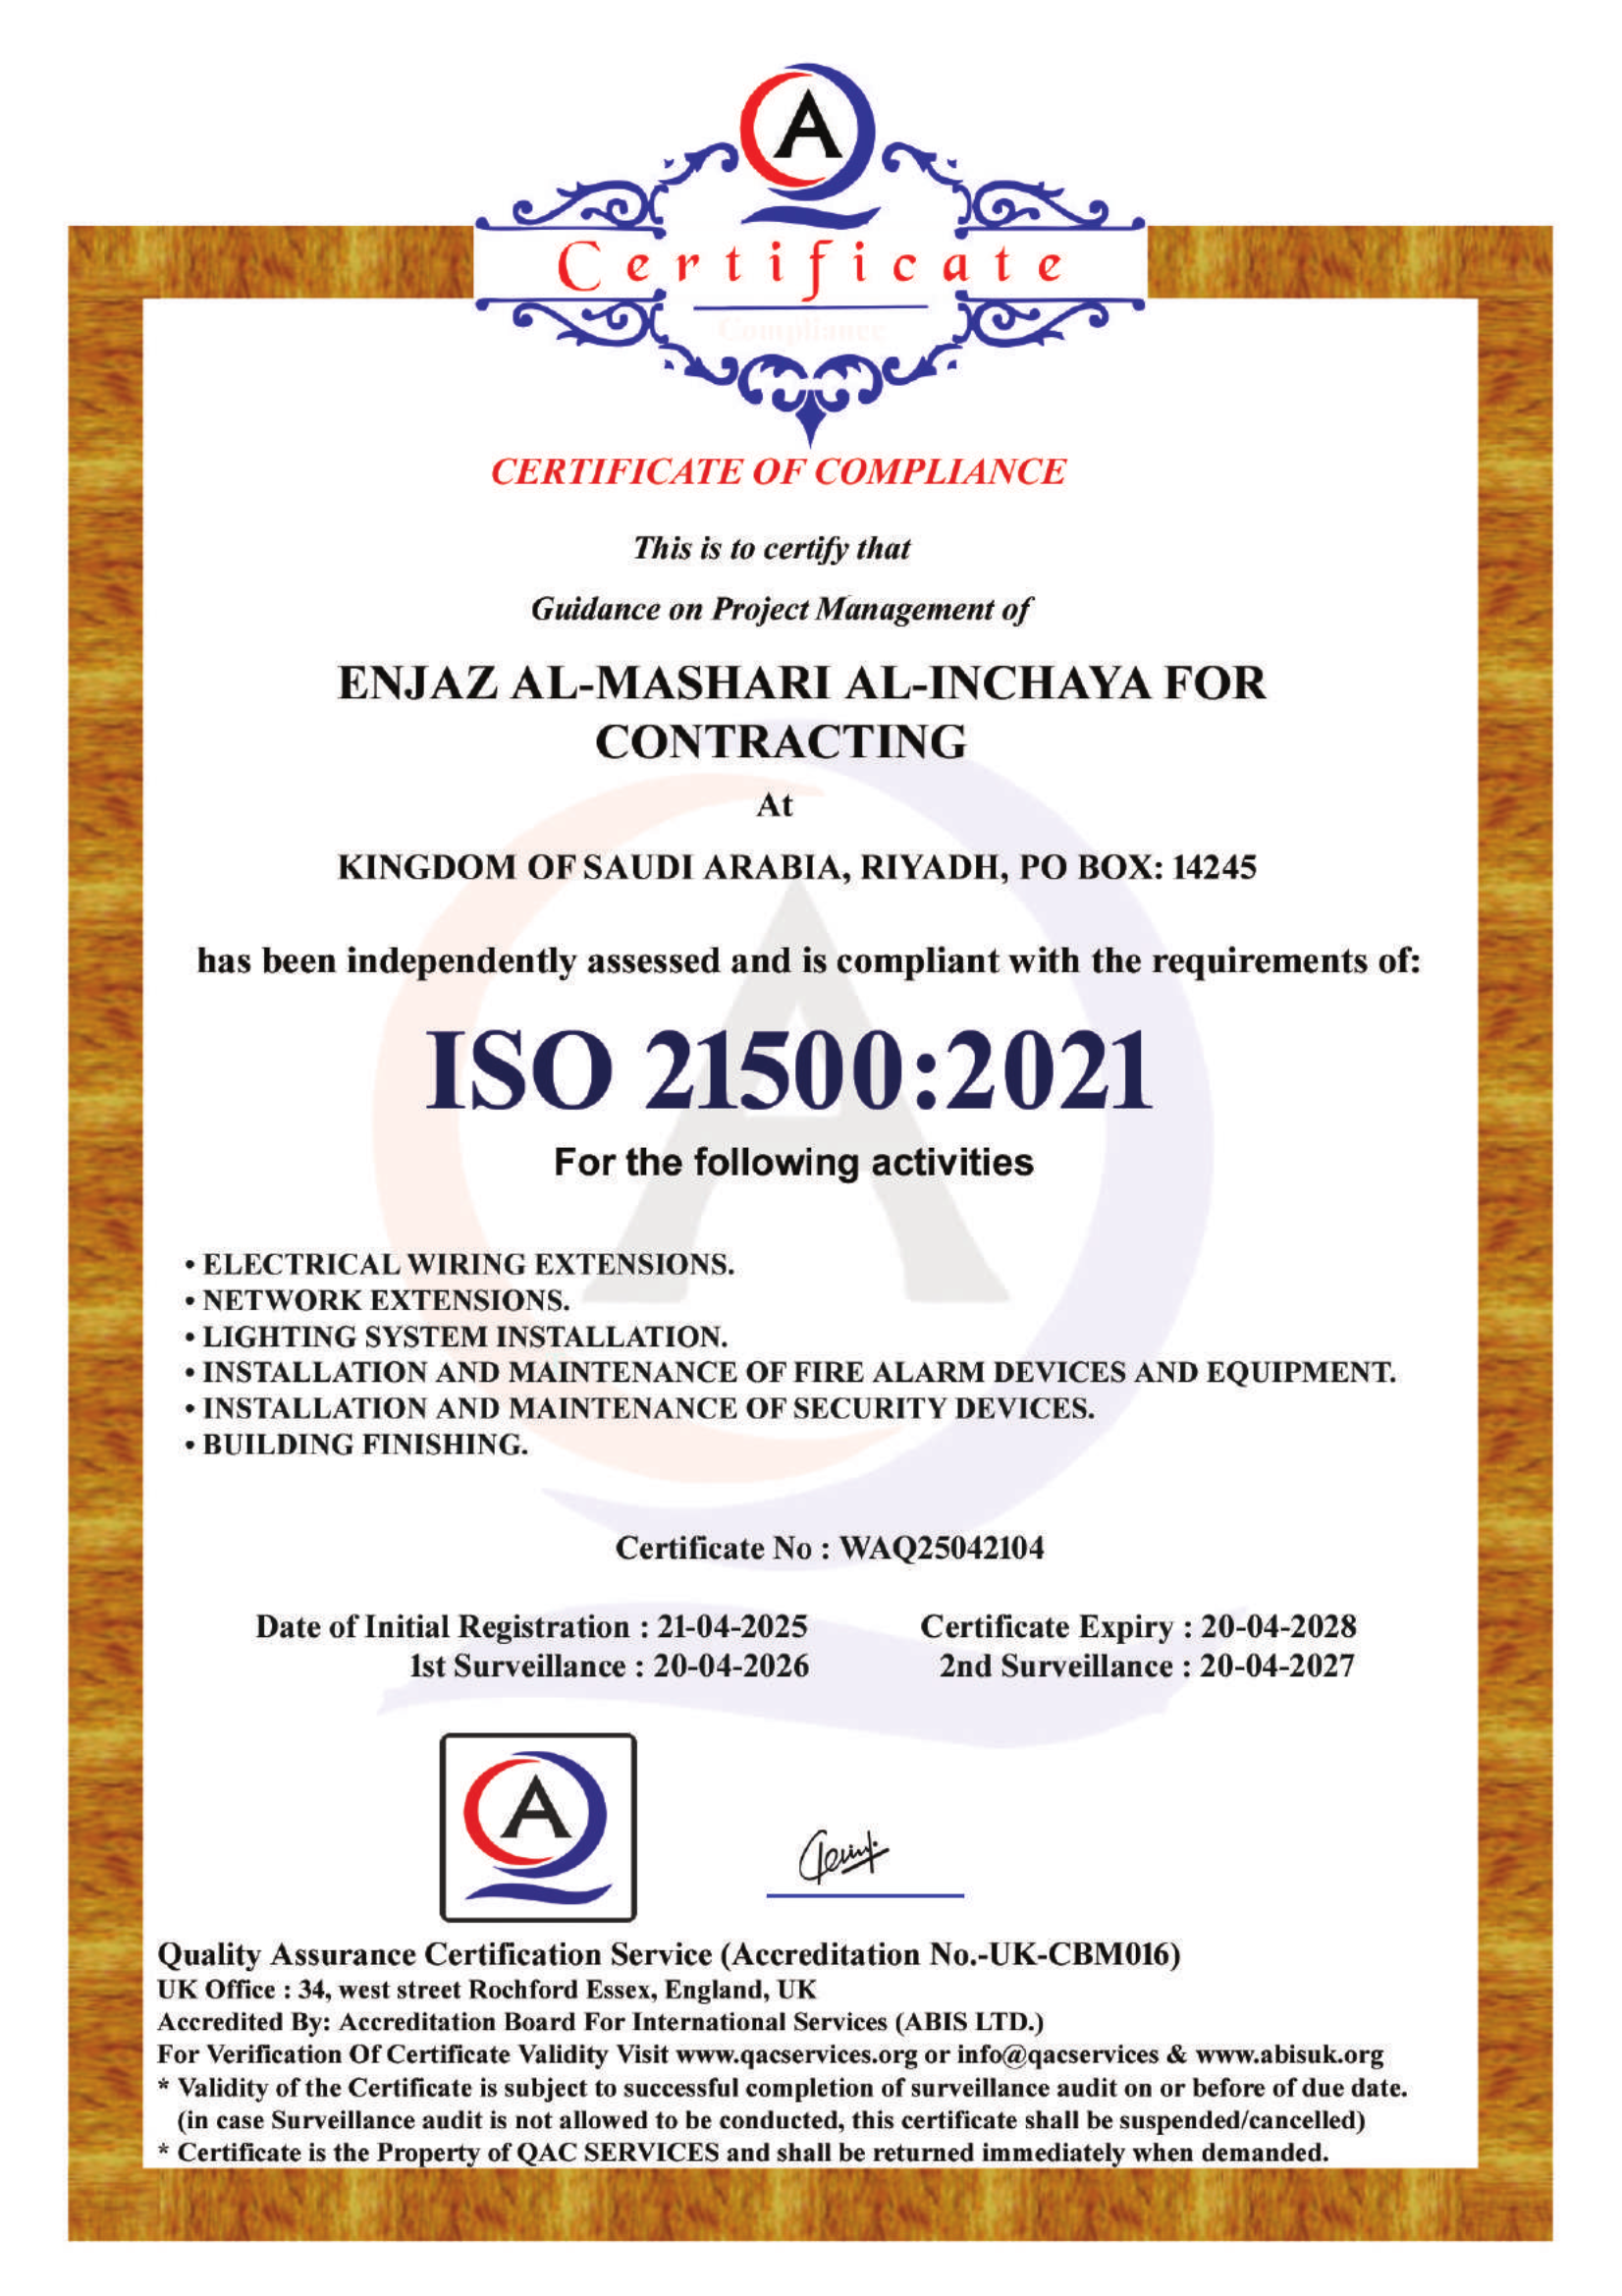 A
Certificate
Compliance
CERTIFICATE OF COMPLIANCE
This is to certify that
Guidance on Project Management of
ENJAZ AL-MASHARI AL-INCHAYA FOR
CONTRACTING
At
KINGDOM OF SAUDI ARABIA, RIYADH, PO BOX: 14245
has been independently assessed and is compliant with the requirements of:
ISO 21500:2021
For the following activities
• ELECTRICAL WIRING EXTENSIONS.
• NETWORK EXTENSIONS.
• LIGHTING SYSTEM INSTALLATION.
• INSTALLATION AND MAINTENANCE OF FIRE ALARM DEVICES AND EQUIPMENT.
• INSTALLATION AND MAINTENANCE OF SECURITY DEVICES.
• BUILDING FINISHING.
Certificate No : WAQ25042104
Date of Initial Registration : 21-04-2025 Certificate Expiry : 20-04-2028
1st Surveillance : 20-04-2026 2nd Surveillance : 20-04-2027
A
Quality Assurance Certification Service (Accreditation No.-UK-CBM016)
UK Office : 34, west street Rochford Essex, England, UK
Accredited By: Accreditation Board For International Services (ABIS LTD.)
For Verification Of Certificate Validity Visit www.qacservices.org or info@qacservices & www.abisuk.org
* Validity of the Certificate is subject to successful completion of surveillance audit on or before of due date.
(in case Surveillance audit is not allowed to be conducted, this certificate shall be suspended/cancelled)
* Certificate is the Property of QAC SERVICES and shall be returned immediately when demanded.